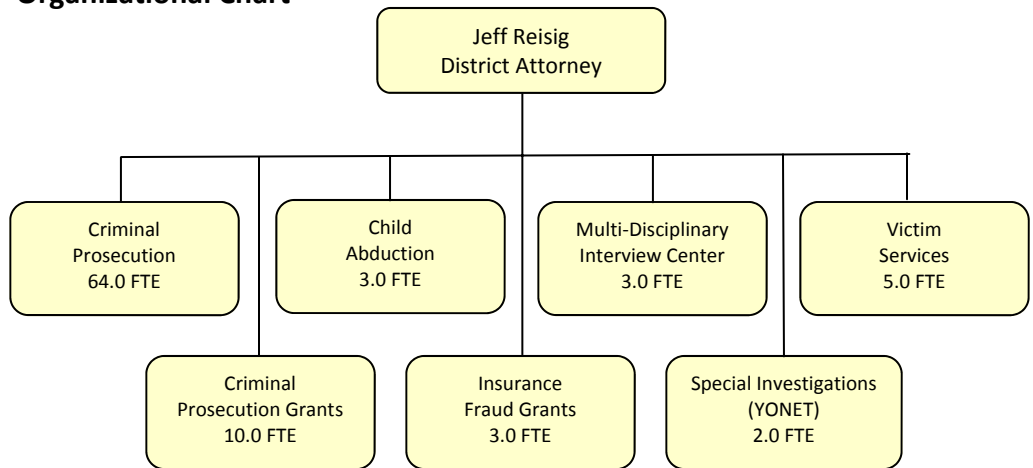 Organizational Chart
Jeff Reisig
District Attorney
Criminal
Prosecution
64.0 FTE
Child
Abduction
3.0 FTE
Multi-Disciplinary
Interview Center
3.0 FTE
Victim
Services
5.0 FTE
Criminal
Prosecution Grants
10.0 FTE
Insurance
Fraud Grants
3.0 FTE
Special Investigations
(YONET)
2.0 FTE